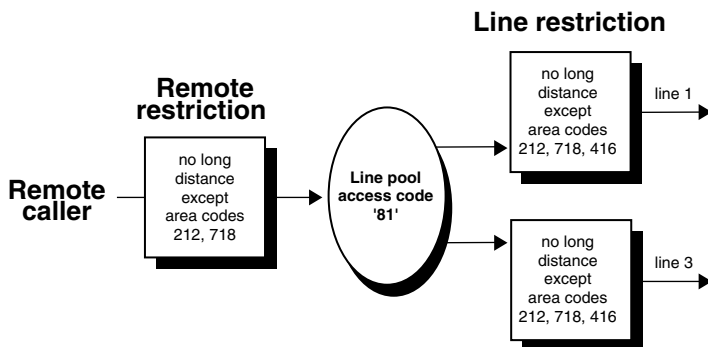 Line restriction
Remote
restriction
Remote
caller
no long
distance
except
area codes
212, 718
Line pool
access code
'81'
no long
distance
except
area codes
212, 718, 416
line 1
no long
distance
except
area codes
212, 718, 416
line 3